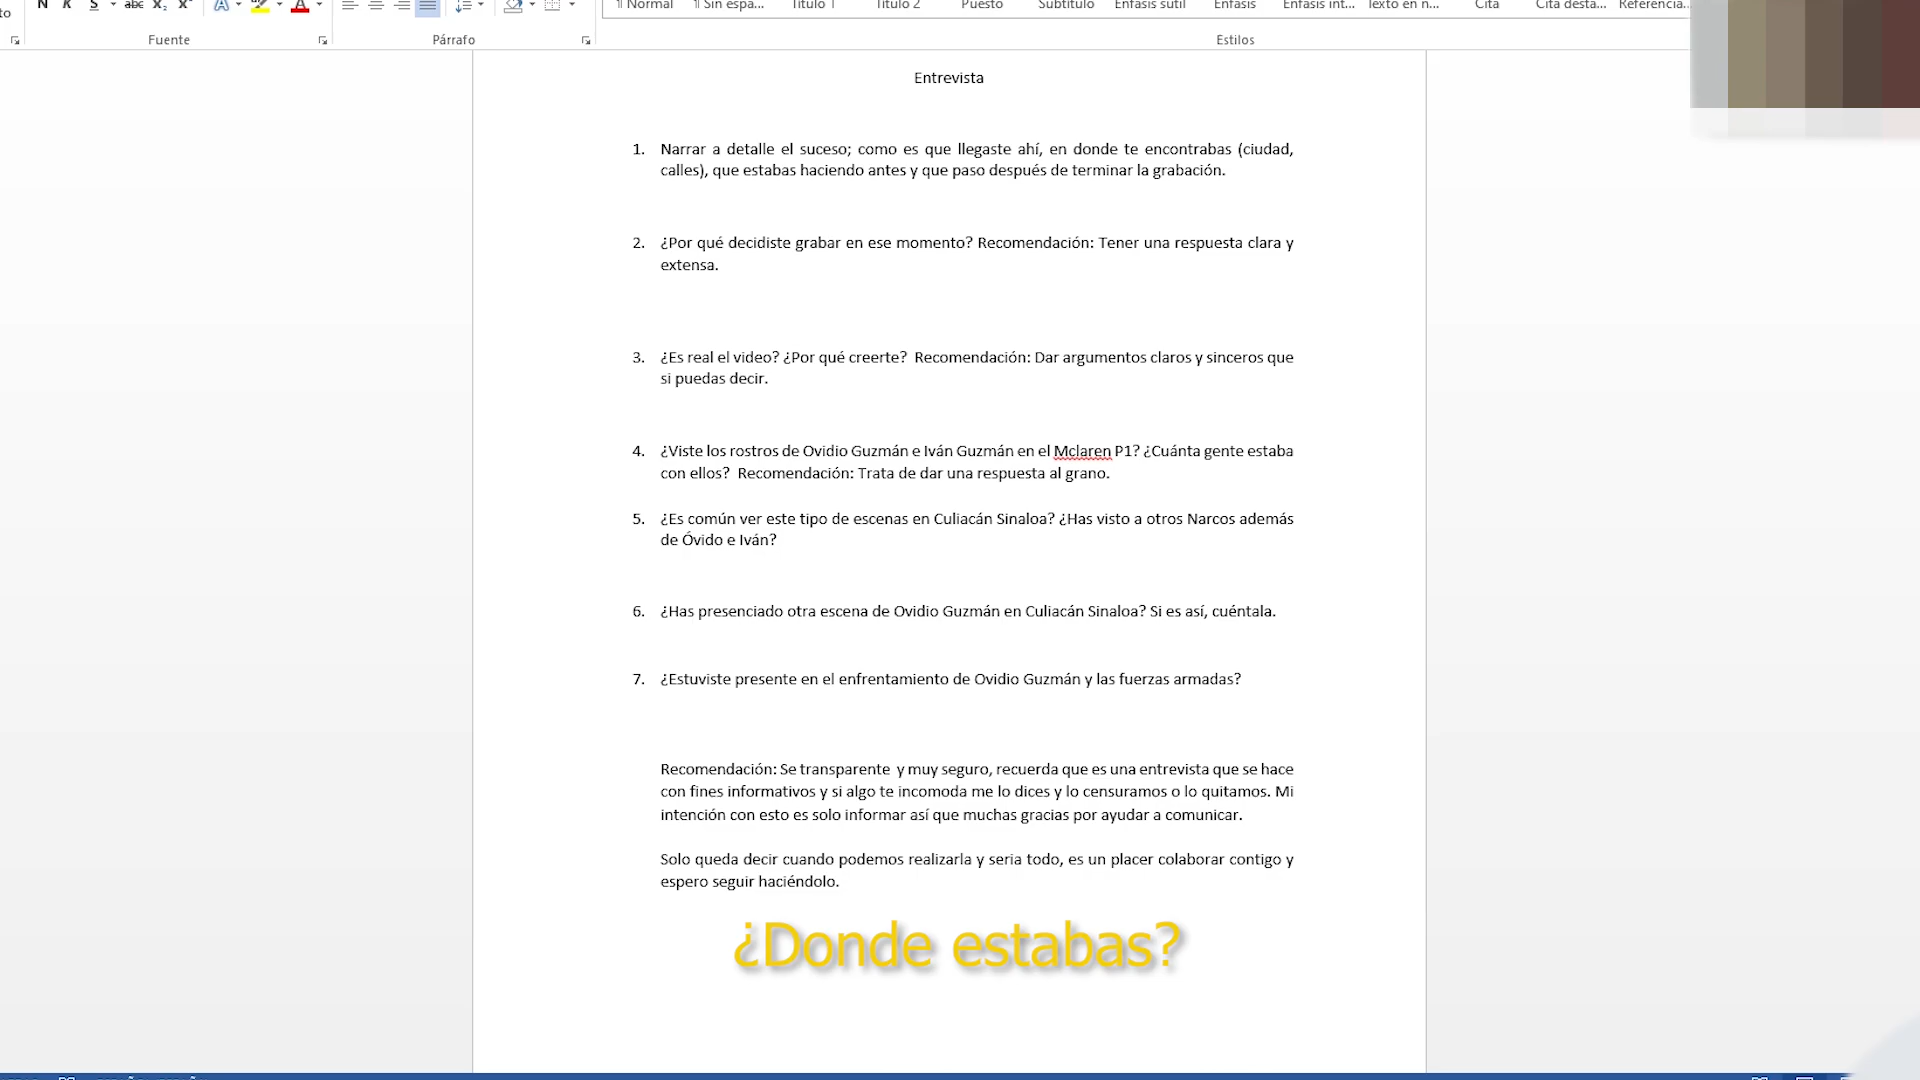 N K S abc x₂ x² A A
¶ Normal ¶ Sin espa... Título 1 Título 2 Puesto Subtítulo Énfasis sutil Énfasis Énfasis int... Texto en n... Cita Cita desta... Referencia...
Fuente Párrafo Estilos
Entrevista
1. Narrar a detalle el suceso; como es que llegaste ahí, en donde te encontrabas (ciudad,
calles), que estabas haciendo antes y que paso después de terminar la grabación.
2. ¿Por qué decidiste grabar en ese momento? Recomendación: Tener una respuesta clara y
extensa.
3. ¿Es real el video? ¿Por qué creerte? Recomendación: Dar argumentos claros y sinceros que
si puedas decir.
4. ¿Viste los rostros de Ovidio Guzmán e Iván Guzmán en el Mclaren P1? ¿Cuánta gente estaba
con ellos? Recomendación: Trata de dar una respuesta al grano.
5. ¿Es común ver este tipo de escenas en Culiacán Sinaloa? ¿Has visto a otros Narcos además
de Óvido e Iván?
6. ¿Has presenciado otra escena de Ovidio Guzmán en Culiacán Sinaloa? Si es así, cuéntala.
7. ¿Estuviste presente en el enfrentamiento de Ovidio Guzmán y las fuerzas armadas?
Recomendación: Se transparente y muy seguro, recuerda que es una entrevista que se hace
con fines informativos y si algo te incomoda me lo dices y lo censuramos o lo quitamos. Mi
intención con esto es solo informar así que muchas gracias por ayudar a comunicar.
Solo queda decir cuando podemos realizarla y seria todo, es un placer colaborar contigo y
espero seguir haciéndolo.
¿Donde estabas?